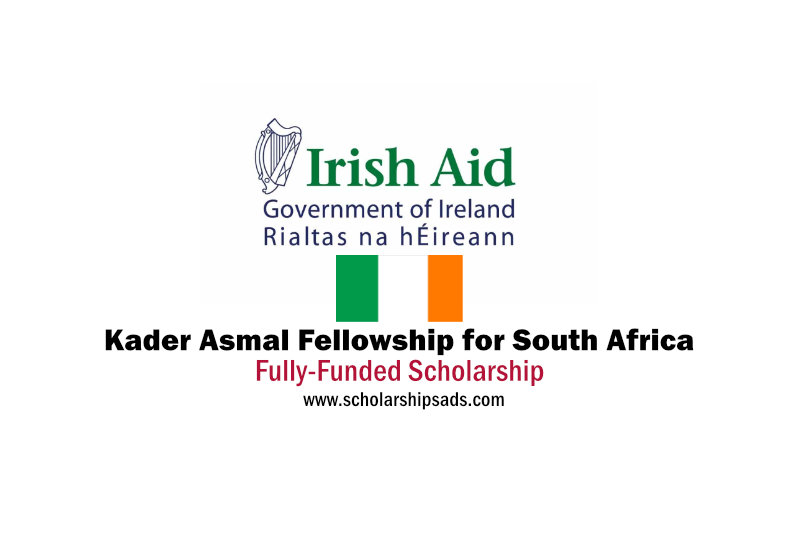 Irish Aid
Government of Ireland
Rialtas na hÉireann
Kader Asmal Fellowship for South Africa
Fully-Funded Scholarship
www.scholarshipsads.com